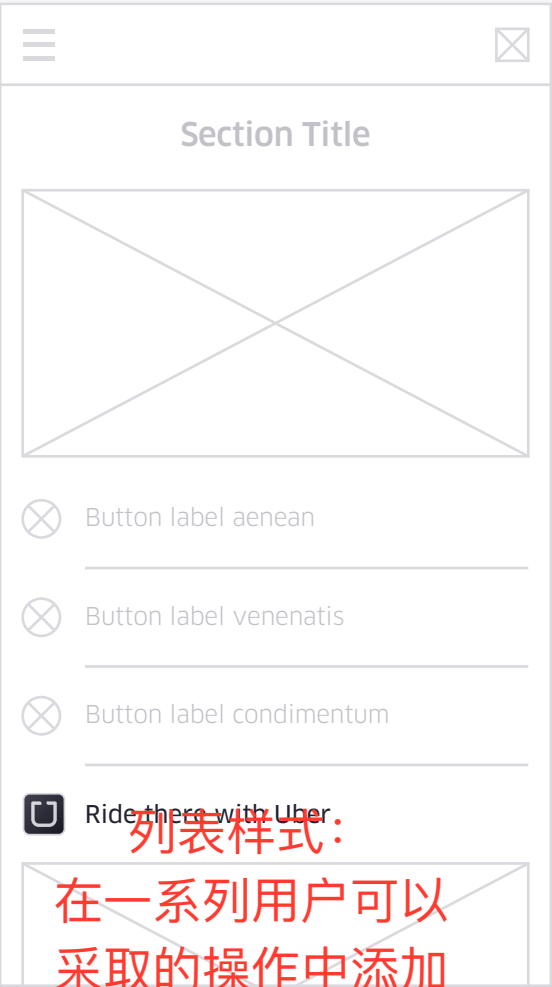 Section Title
Button label aenean
Button label venenatis
Button label condimentum
Ride there with Uber
列表样式：
在一系列用户可以
采取的操作中添加